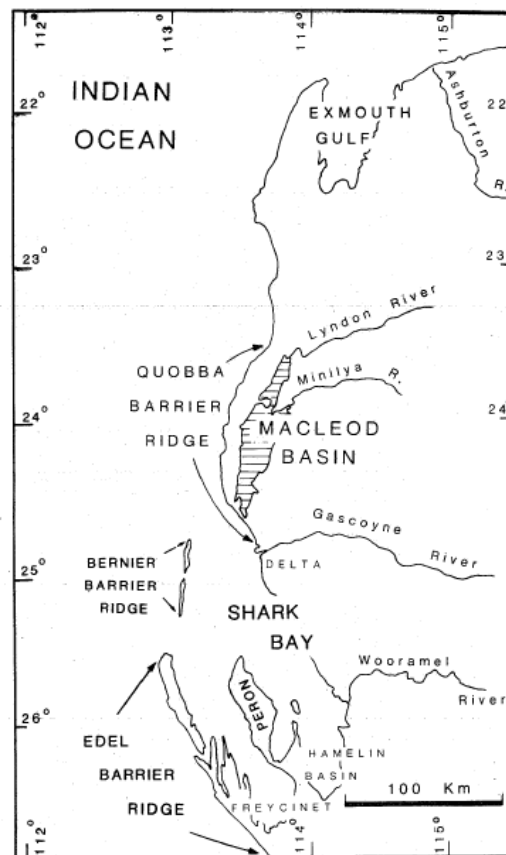 112°
113°
114
115°
INDIAN
OCEAN
22°
22
EXMOUTH
GULF
Ashburton
R.
23°
23
Lyndon River
QUOBBA
BARRIER
RIDGE
Minilya R.
24°
24
MACLEOD
BASIN
Gascoyne
River
DELTA
BERNIER
BARRIER
RIDGE
25°
SHARK
BAY
Wooramel
River
PERON
26°
EDEL
BARRIER
RIDGE
HAMELIN
BASIN
100 Km
FREYCINET
112°
114
115°